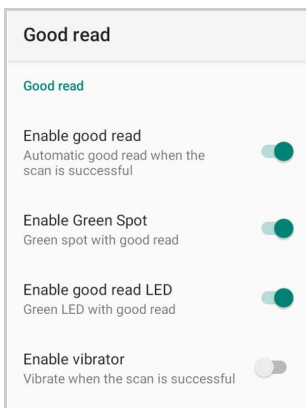 Good read
Good read
Enable good read
Automatic good read when the
scan is successful
Enable Green Spot
Green spot with good read
Enable good read LED
Green LED with good read
Enable vibrator
Vibrate when the scan is successful